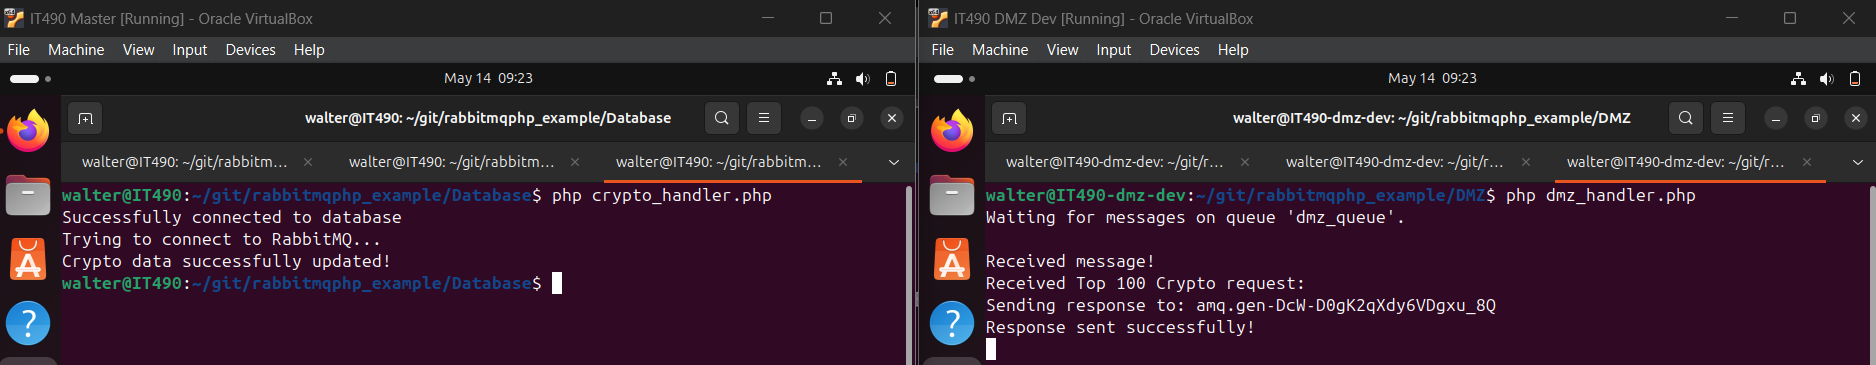 IT490 Master [Running] - Oracle VirtualBox
File Machine View Input Devices Help
May 14 09:23
walter@IT490: ~/git/rabbitmqphp_example/Database
walter@IT490: ~/git/rabbitm...
walter@IT490: ~/git/rabbitm...
walter@IT490: ~/git/rabbitm...
walter@IT490:~/git/rabbitmqphp_example/Database$ php crypto_handler.php
Successfully connected to database
Trying to connect to RabbitMQ...
Crypto data successfully updated!
walter@IT490:~/git/rabbitmqphp_example/Database$
IT490 DMZ Dev [Running] - Oracle VirtualBox
File Machine View Input Devices Help
May 14 09:23
walter@IT490-dmz-dev: ~/git/rabbitmqphp_example/DMZ
walter@IT490-dmz-dev: ~/git/r...
walter@IT490-dmz-dev: ~/git/r...
walter@IT490-dmz-dev: ~/git/r...
walter@IT490-dmz-dev:~/git/rabbitmqphp_example/DMZ$ php dmz_handler.php
Waiting for messages on queue 'dmz_queue'.
Received message!
Received Top 100 Crypto request:
Sending response to: amq.gen-DcW-D0gK2qXdy6VDgxu_8Q
Response sent successfully!